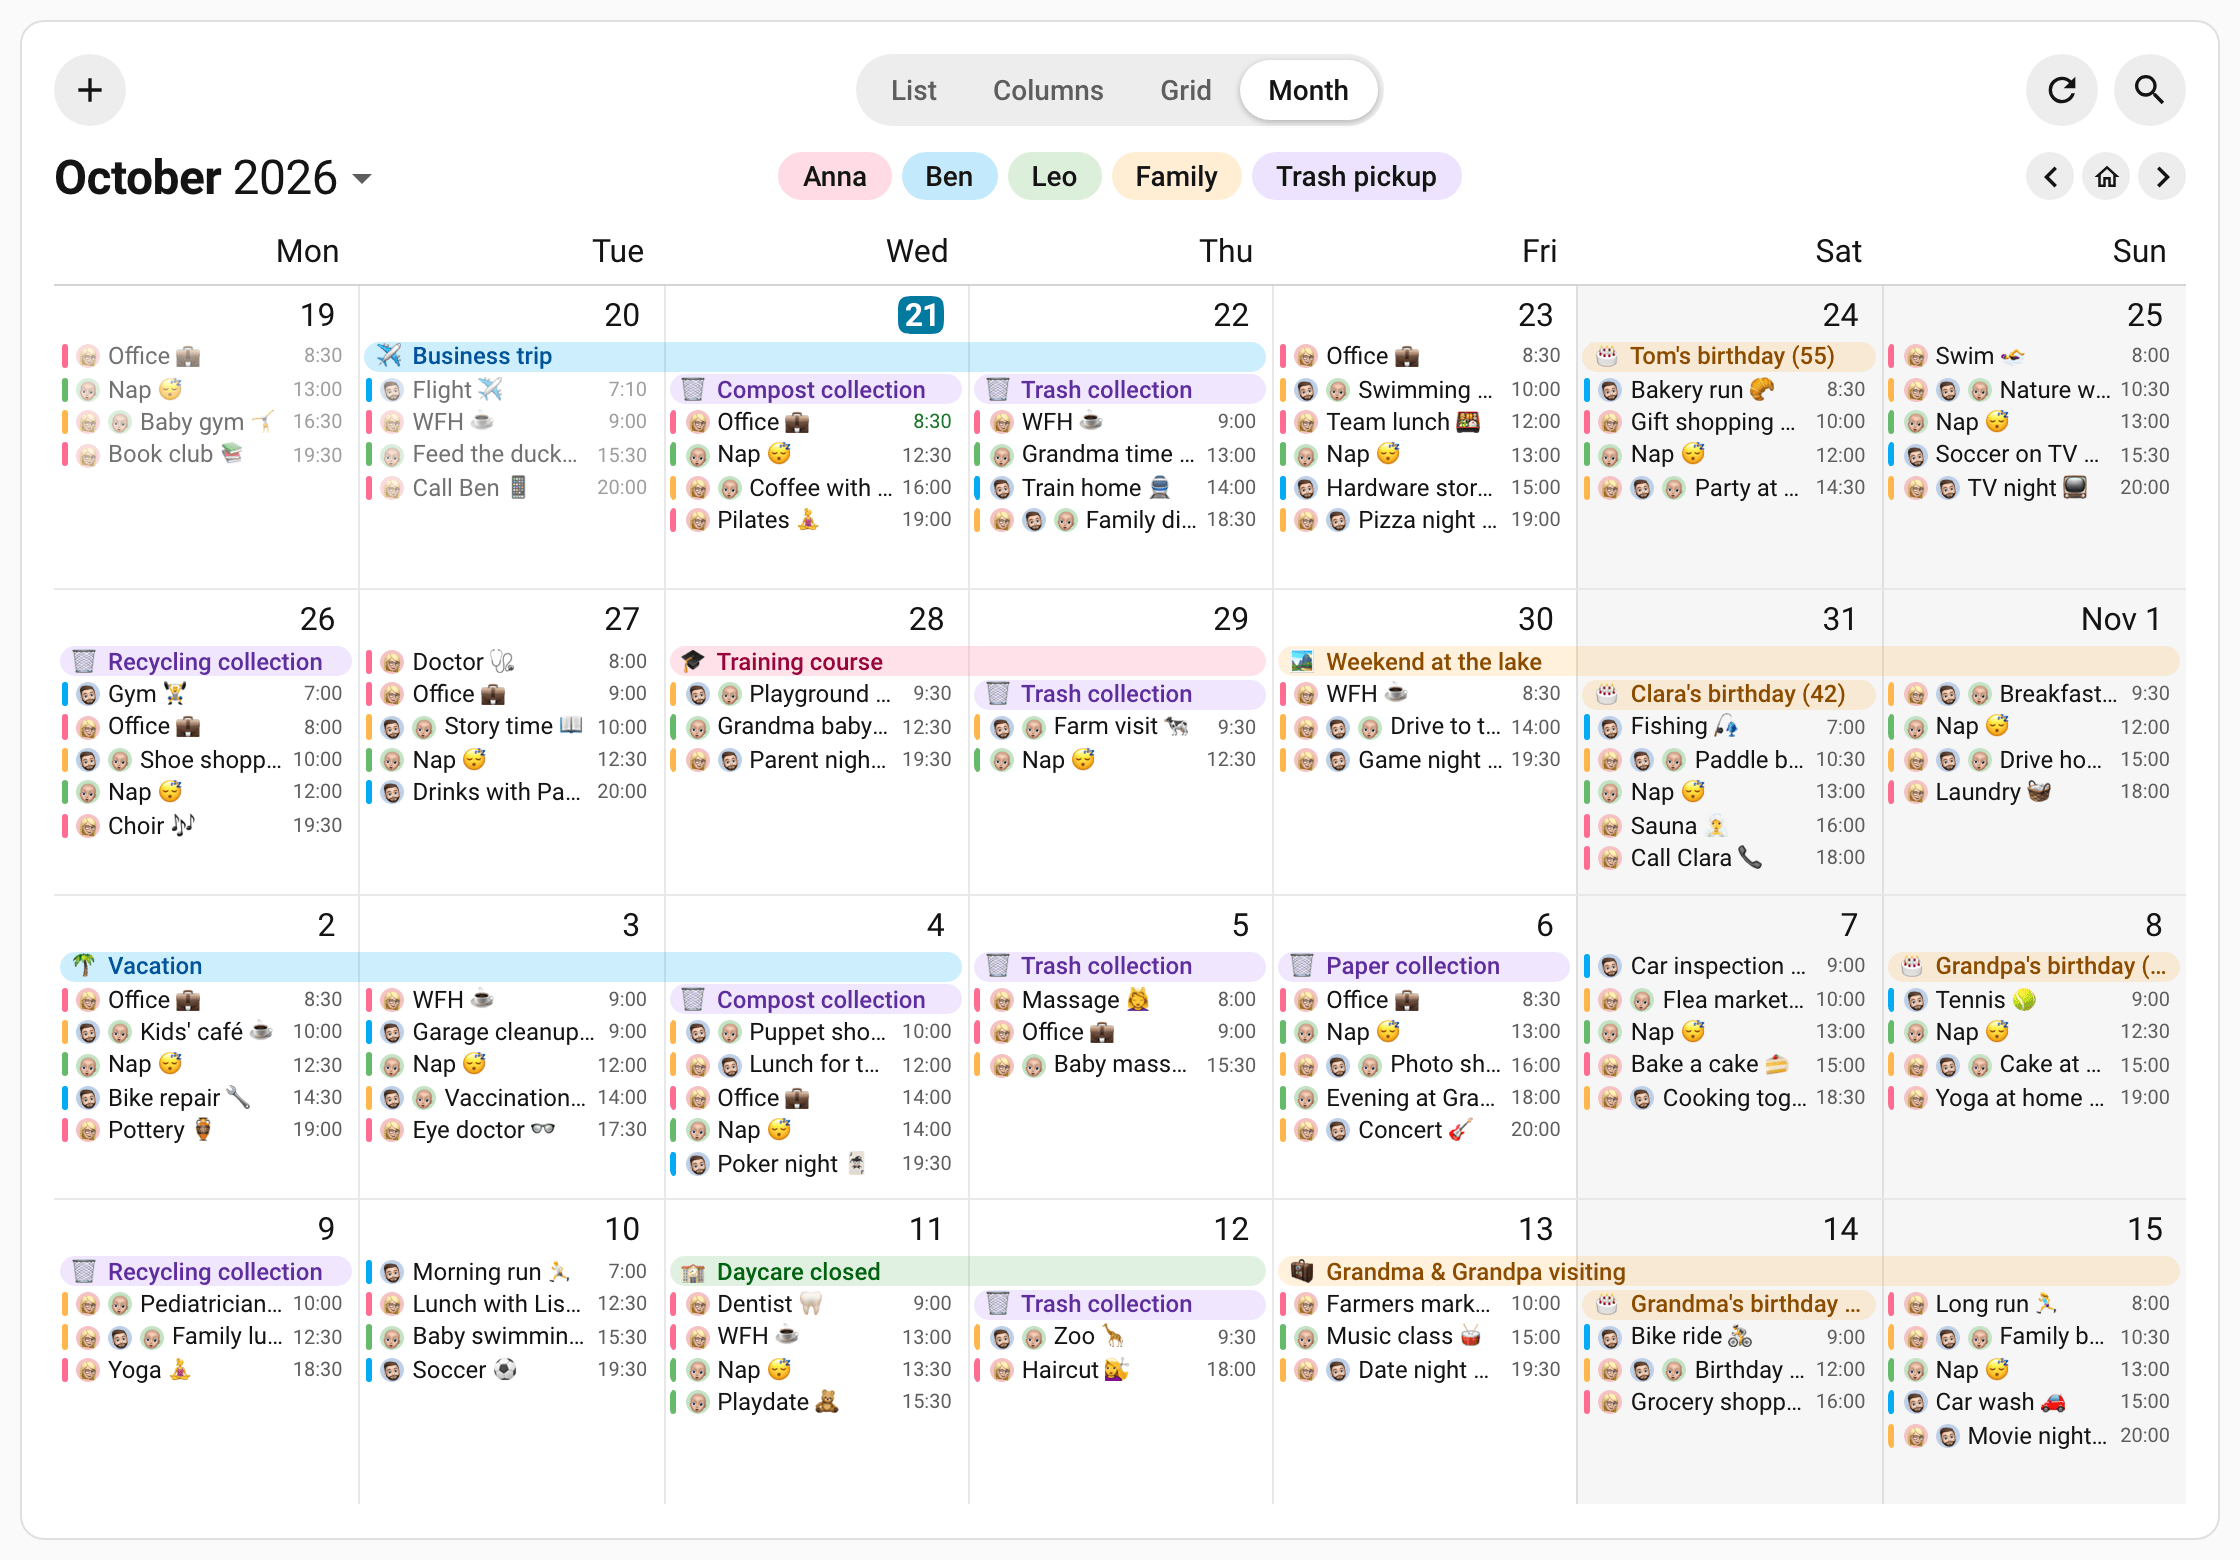 List Columns Grid Month
October 2026
Anna Ben Leo Family Trash pickup
Mon Tue Wed Thu Fri Sat Sun
19
Office 8:30
Nap 13:00
Baby gym 16:30
Book club 19:30
20
Business trip
Flight 7:10
WFH 9:00
Feed the duck... 15:30
Call Ben 20:00
21
Compost collection
Office 8:30
Nap 12:30
Coffee with ... 16:00
Pilates 19:00
22
Trash collection
WFH 9:00
Grandma time ... 13:00
Train home 14:00
Family di... 18:30
23
Office 8:30
Swimming ... 10:00
Team lunch 12:00
Nap 13:00
Hardware stor... 15:00
Pizza night ... 19:00
24
Tom's birthday (55)
Bakery run 8:30
Gift shopping ... 10:00
Nap 12:00
Party at ... 14:30
25
Swim 8:00
Nature w... 10:30
Nap 13:00
Soccer on TV ... 15:30
TV night 20:00
26
Recycling collection
Gym 7:00
Office 8:00
Shoe shopp... 10:00
Nap 12:00
Choir 19:30
27
Doctor 8:00
Office 9:00
Story time 10:00
Nap 12:30
Drinks with Pa... 20:00
28
Training course
Playground ... 9:30
Grandma baby... 12:30
Parent nigh... 19:30
29
Trash collection
Farm visit 9:30
Nap 12:30
30
Weekend at the lake
WFH 8:30
Drive to t... 14:00
Game night ... 19:30
31
Clara's birthday (42)
Fishing 7:00
Paddle b... 10:30
Nap 13:00
Sauna 16:00
Call Clara 18:00
Nov 1
Breakfast... 9:30
Nap 12:00
Drive ho... 15:00
Laundry 18:00
2
Vacation
Office 8:30
Kids' café 10:00
Nap 12:30
Bike repair 14:30
Pottery 19:00
3
WFH 9:00
Garage cleanup... 9:00
Nap 12:00
Vaccination... 14:00
Eye doctor 17:30
4
Compost collection
Puppet sho... 10:00
Lunch for t... 12:00
Office 14:00
Nap 14:00
Poker night 19:30
5
Trash collection
Massage 8:00
Office 9:00
Baby mass... 15:30
6
Paper collection
Office 8:30
Nap 13:00
Photo sh... 16:00
Evening at Gra... 18:00
Concert 20:00
7
Car inspection ... 9:00
Flea market... 10:00
Nap 13:00
Bake a cake 15:00
Cooking tog... 18:30
8
Grandpa's birthday (...
Tennis 9:00
Nap 12:30
Cake at ... 15:00
Yoga at home ... 19:00
9
Recycling collection
Pediatrician... 10:00
Family lu... 12:30
Yoga 18:30
10
Morning run 7:00
Lunch with Lis... 12:30
Baby swimmin... 15:30
Soccer 19:30
11
Daycare closed
Dentist 9:00
WFH 13:00
Nap 13:30
Playdate 15:30
12
Trash collection
Zoo 9:30
Haircut 18:00
13
Grandma & Grandpa visiting
Farmers mark... 10:00
Music class 15:00
Date night ... 19:30
14
Grandma's birthday ...
Bike ride 9:00
Birthday ... 12:00
Grocery shopp... 16:00
15
Long run 8:00
Family b... 10:30
Nap 13:00
Car wash 15:00
Movie night... 20:00